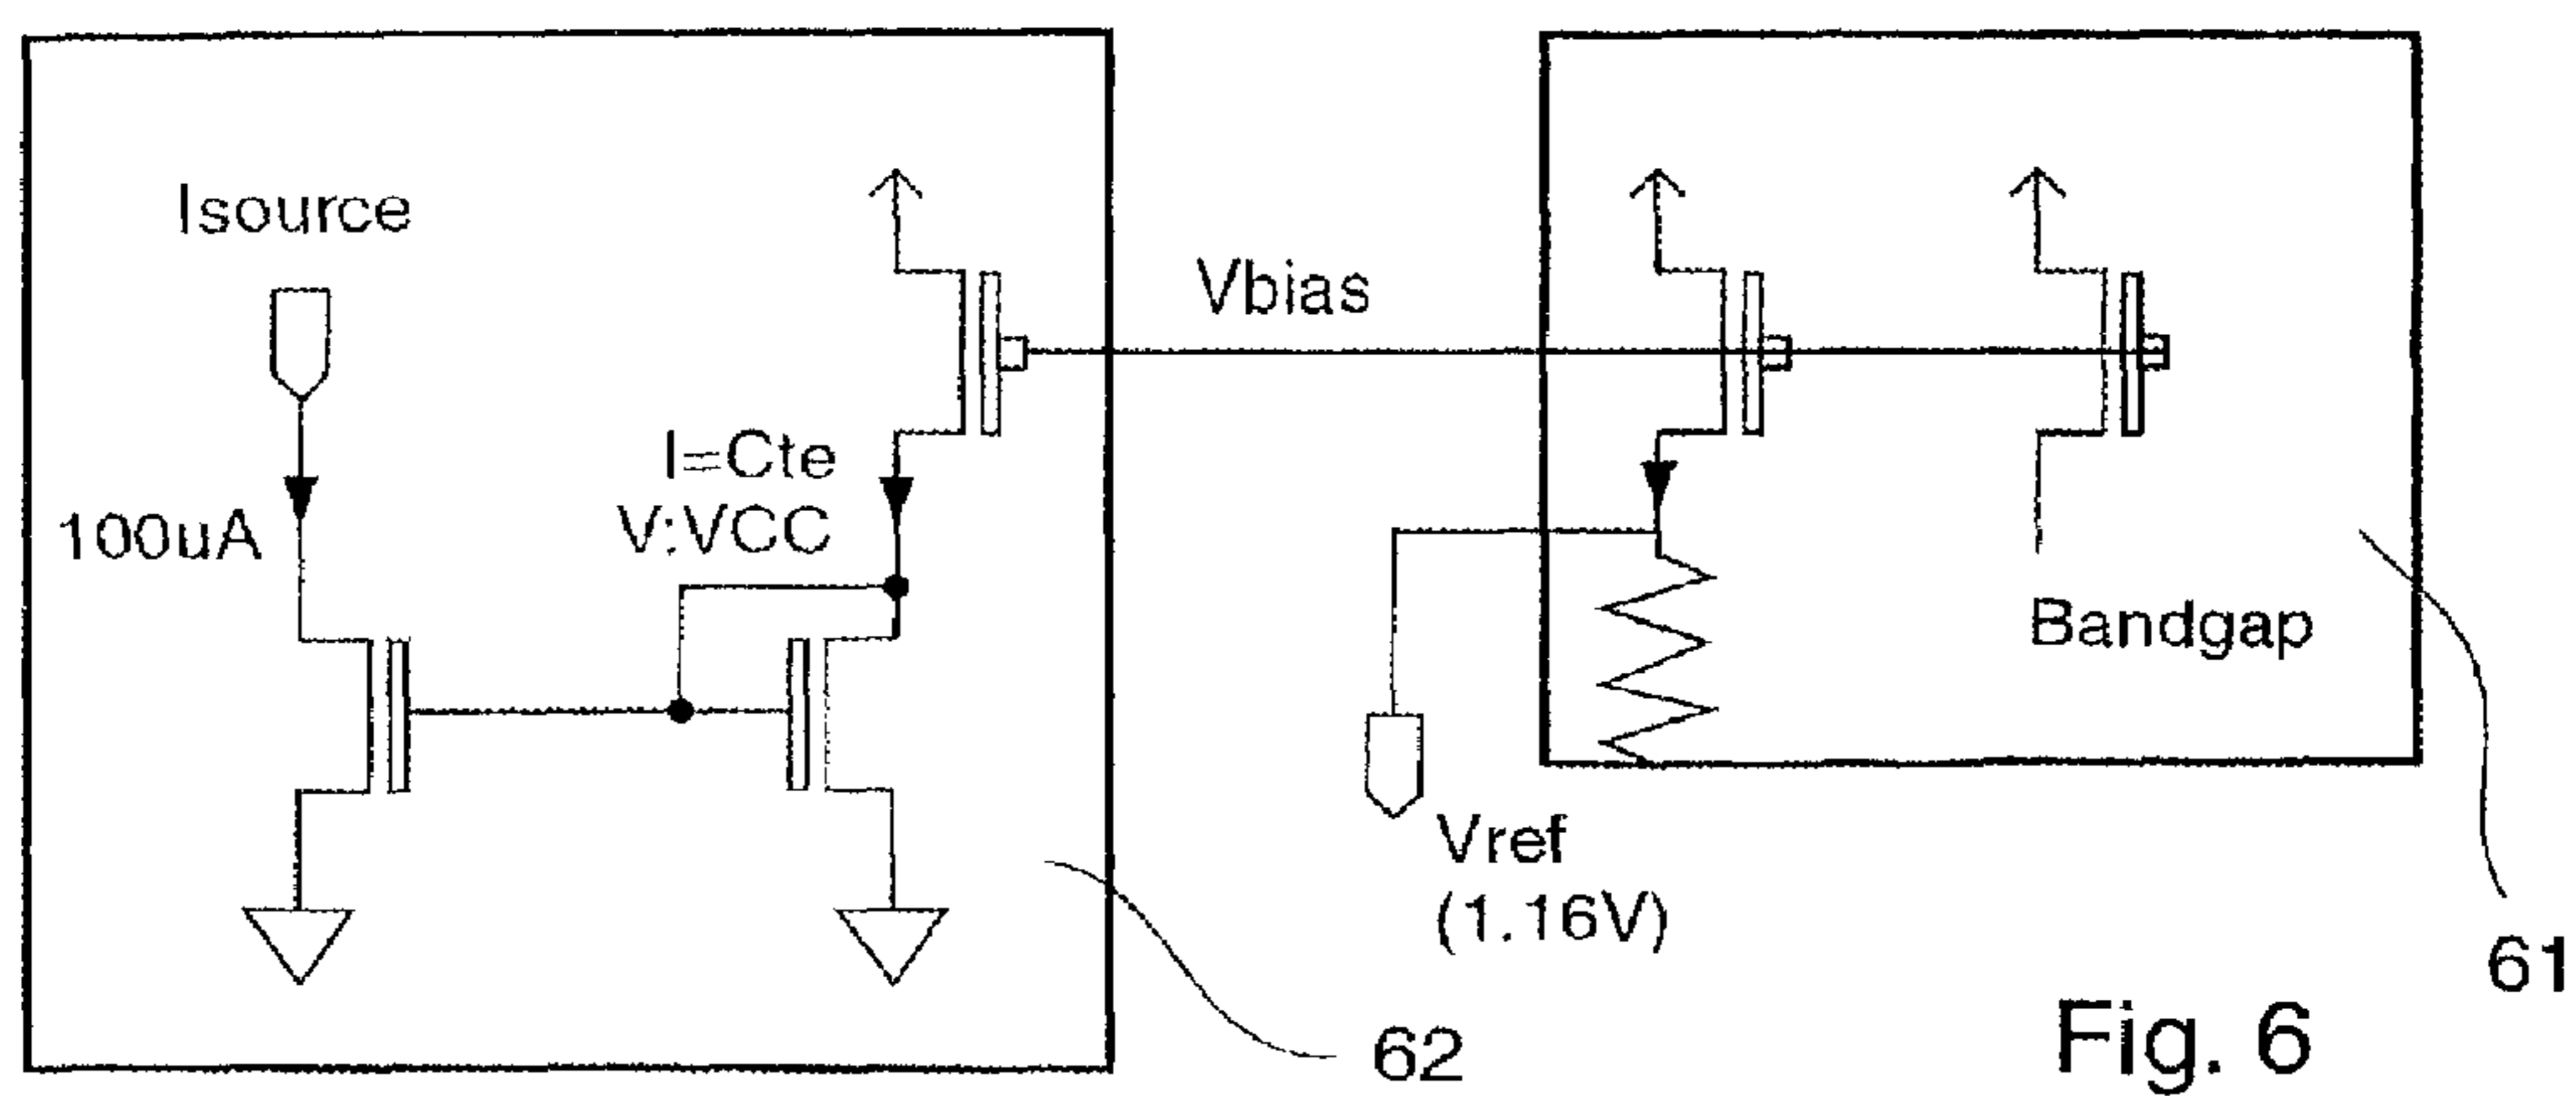 Isource
Vbias
I=Cte
V:VCC
100uA
Bandgap
Vref
(1.16V)
61
62
Fig. 6